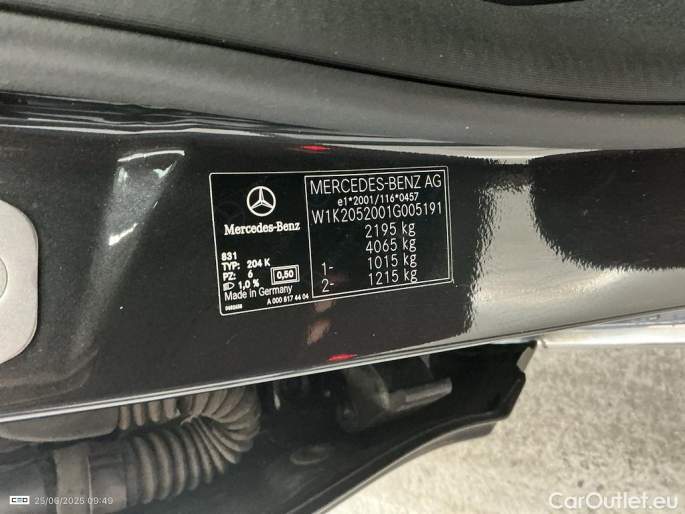 Mercedes-Benz
831
TYP: 204 K
PZ: 6 0,50
1,0 %
Made in Germany
A 000 817 44 04
MERCEDES-BENZ AG
e1*2001/116*0457
W1K2052001G005191
2195 kg
4065 kg
1- 1015 kg
2- 1215 kg
CarOutlet.eu
25/06/2025 09:49